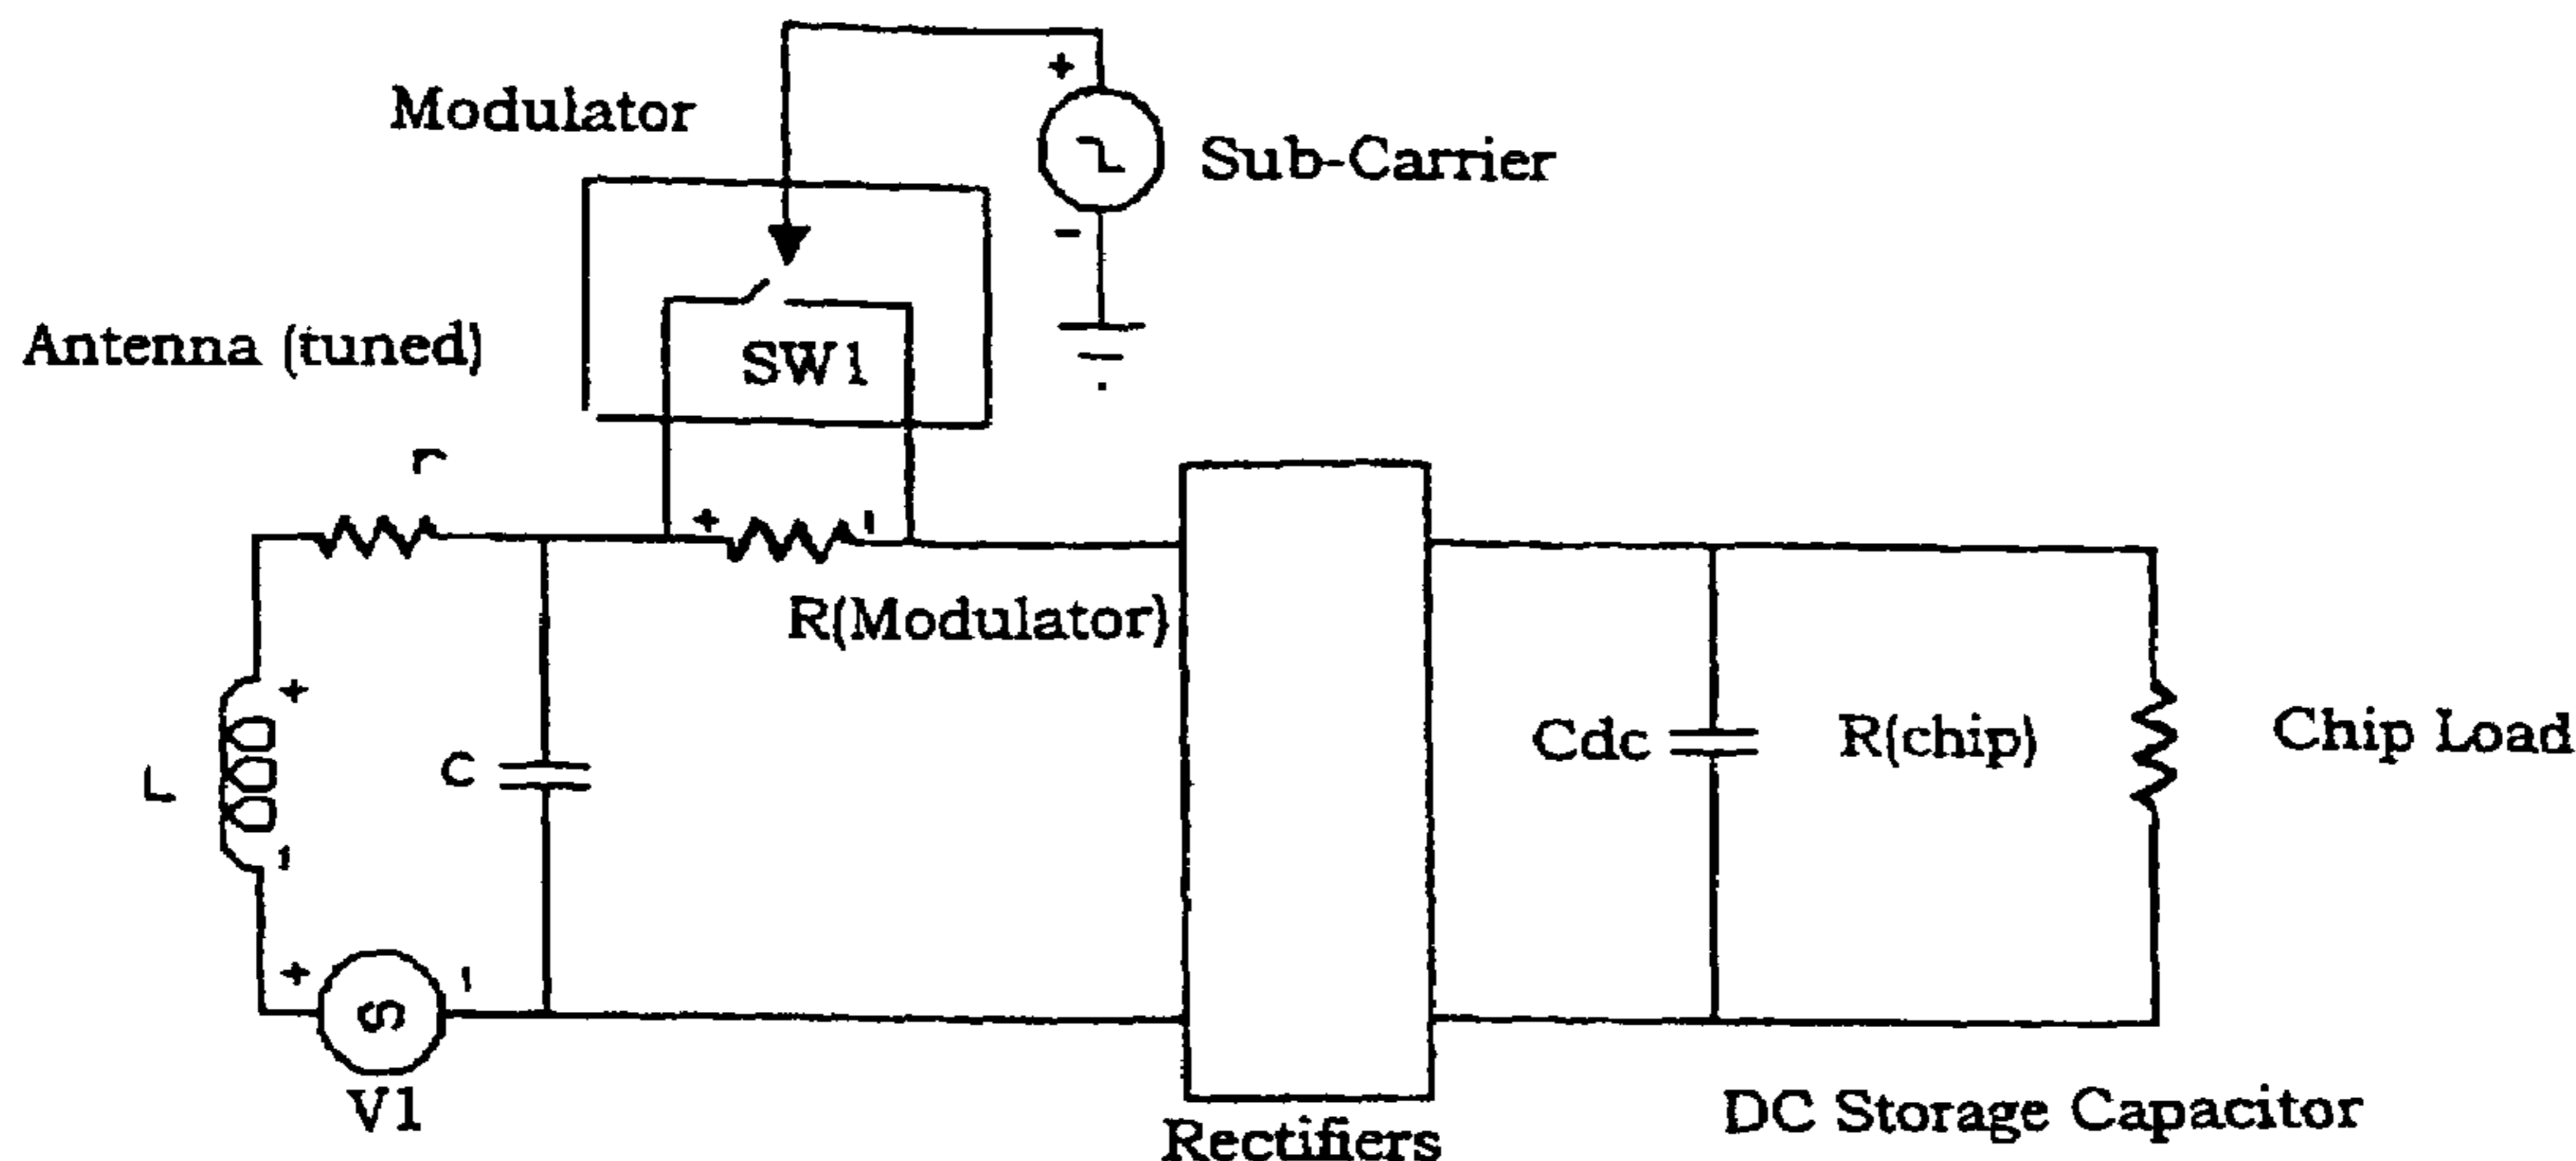 Modulator
+
Sub-Carrier
-
SW1
Antenna (tuned)
r
+ -
R(Modulator)
+
L
-
C
Cdc
R(chip)
Chip Load
+ -
S
V1
Rectifiers
DC Storage Capacitor